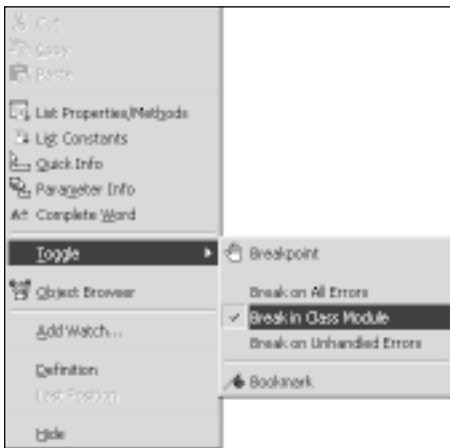 Cut
Copy
Paste
List Properties/Methods
List Constants
Quick Info
Parameter Info
Complete Word
Toggle
Breakpoint
Object Browser
Break on All Errors
Break in Class Module
Add Watch...
Break on Unhandled Errors
Definition
Bookmark
Last Position
Hide